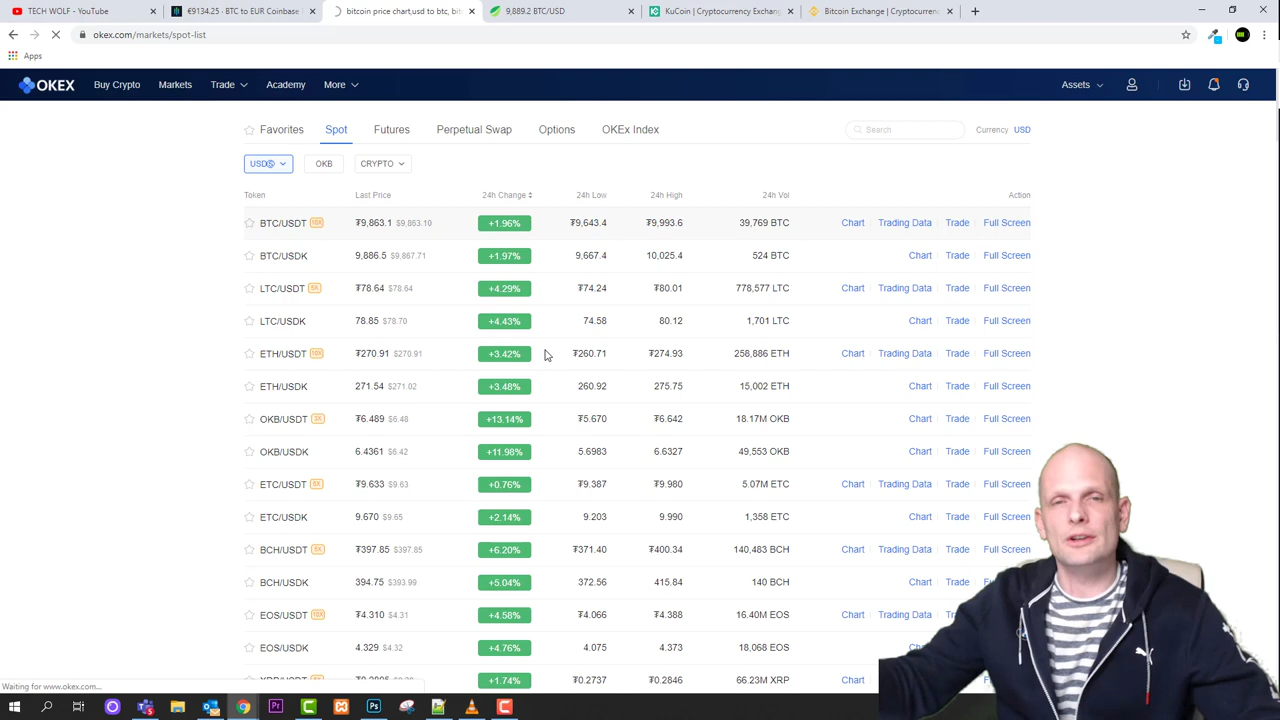 TECH WOLF - YouTube
€9134.25 - BTC to EUR Coinbase
bitcoin price chart,usd to btc, bit
9,889.2 BTC/USD
KuCoin | Cryptocurrency Exchang
Bitcoin Exchange | Cryptocurrenc
okex.com/markets/spot-list
Apps
OKEX
Buy Crypto
Markets
Trade
Academy
More
Assets
Favorites
Spot
Futures
Perpetual Swap
Options
OKEx Index
Search
Currency USD
USDⓈ
OKB
CRYPTO
Token Last Price 24h Change 24h Low 24h High 24h Vol Action
BTC/USDT 10X ₮9,863.1 $9,863.10 +1.96% ₮9,643.4 ₮9,993.6 39,769 BTC Chart Trading Data Trade Full Screen
BTC/USDK 9,886.5 $9,867.71 +1.97% 9,667.4 10,025.4 524 BTC Chart Trade Full Screen
LTC/USDT 5X ₮78.64 $78.64 +4.29% ₮74.24 ₮80.01 778,577 LTC Chart Trading Data Trade Full Screen
LTC/USDK 78.85 $78.70 +4.43% 74.58 80.12 1,701 LTC Chart Trade Full Screen
ETH/USDT 10X ₮270.91 $270.91 +3.42% ₮260.71 ₮274.93 258,886 ETH Chart Trading Data Trade Full Screen
ETH/USDK 271.54 $271.02 +3.48% 260.92 275.75 15,002 ETH Chart Trade Full Screen
OKB/USDT 3X ₮6.489 $6.48 +13.14% ₮5.670 ₮6.642 18.17M OKB Chart Trading Data Trade Full Screen
OKB/USDK 6.4361 $6.42 +11.98% 5.6983 6.6327 49,553 OKB Chart Trade Full Screen
ETC/USDT 5X ₮9.633 $9.63 +0.76% ₮9.387 ₮9.980 5.07M ETC Chart Trading Data Trade Full Screen
ETC/USDK 9.670 $9.65 +2.14% 9.203 9.990 1,358 ETC Chart Trade Full Screen
BCH/USDT 5X ₮397.85 $397.85 +6.20% ₮371.40 ₮400.34 140,483 BCH Chart Trading Data Trade Full Screen
BCH/USDK 394.75 $393.99 +5.04% 372.56 415.84 140 BCH Chart Trade Full Screen
EOS/USDT 10X ₮4.310 $4.31 +4.58% ₮4.066 ₮4.388 16.40M EOS Chart Trading Data
EOS/USDK 4.329 $4.32 +4.76% 4.075 4.373 18,068 EOS
+1.74% ₮0.2737 ₮0.2846 66.23M XRP Chart
Waiting for www.okex.com...